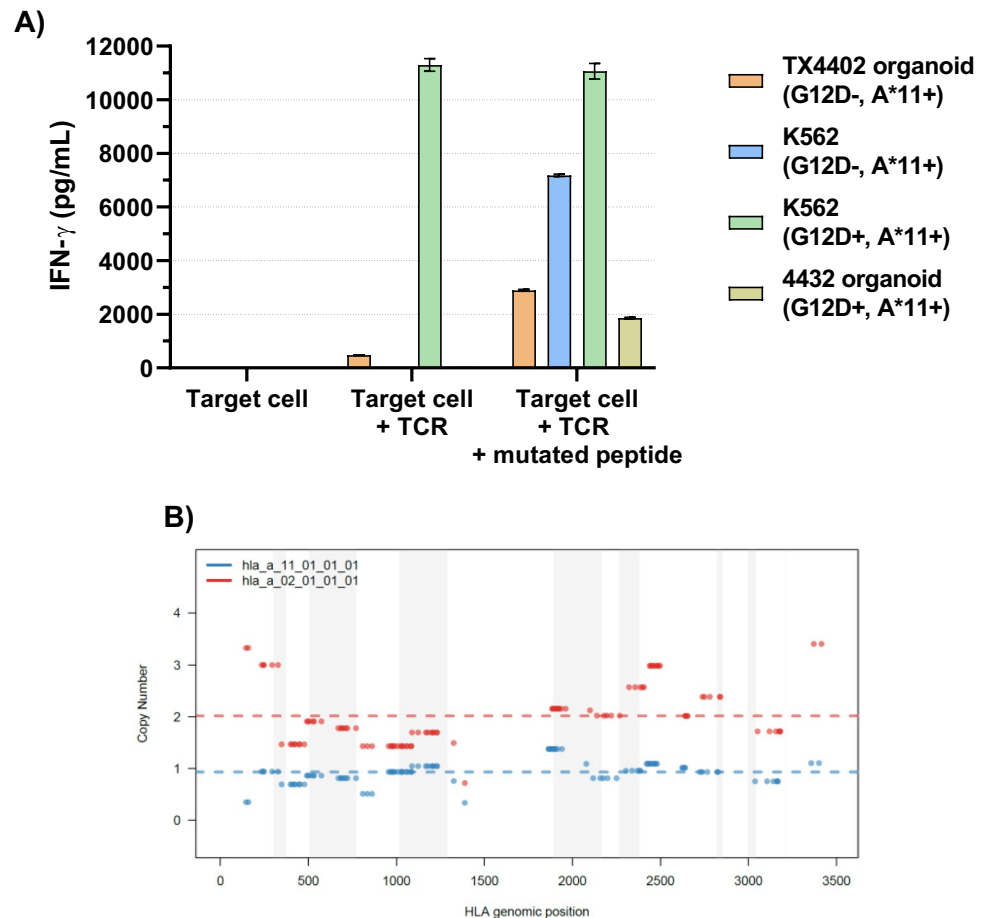 A)
12000
10000
8000
6000
4000
2000
0
IFN-γ (pg/mL)
Target cell
Target cell
+ TCR
Target cell
+ TCR
+ mutated peptide
TX4402 organoid
(G12D-, A*11+)
K562
(G12D-, A*11+)
K562
(G12D+, A*11+)
4432 organoid
(G12D+, A*11+)
B)
hla_a_11_01_01_01
hla_a_02_01_01_01
4
3
2
1
0
Copy Number
0 500 1000 1500 2000 2500 3000 3500
HLA genomic position